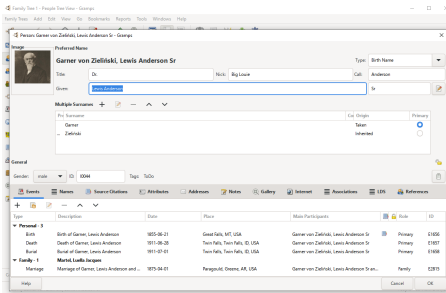 Family Tree 1 - People Tree View - Gramps
Family Trees Add Edit View Go Bookmarks Reports Tools Windows Help
Person: Garner von Zieliński, Lewis Anderson Sr - Gramps
Image Preferred Name
Garner von Zieliński, Lewis Anderson Sr Type: Birth Name
Title: Dr. Nick: Big Louie Call: Anderson
Given: Lewis Anderson Sr
Multiple Surnames
Surname Origin Primary
Garner Taken
Zieliński Inherited
General
Gender: male ID: I0044 Tags: ToDo
Events Names Source Citations Attributes Addresses Notes Gallery Internet Associations LDS References
Type Description Date Place Main Participants Role ID
Personal - 3
Birth Birth of Garner, Lewis Anderson 1855-06-21 Great Falls, MT, USA Garner von Zieliński, Lewis Anderson Sr Primary E1656
Death Death of Garner, Lewis Anderson 1911-06-28 Twin Falls, Twin Falls, ID, USA Garner von Zieliński, Lewis Anderson Sr Primary E1657
Burial Burial of Garner, Lewis Anderson 1911-07-01 Twin Falls, Twin Falls, ID, USA Garner von Zieliński, Lewis Anderson Sr Primary E1658
Family - 1 Martel, Luella Jacques
Marriage Marriage of Garner, Lewis Anderson and ... 1875-04-01 Paragould, Greene, AR, USA Garner von Zieliński, Lewis Anderson Sr an... Family E2815
Help Cancel OK